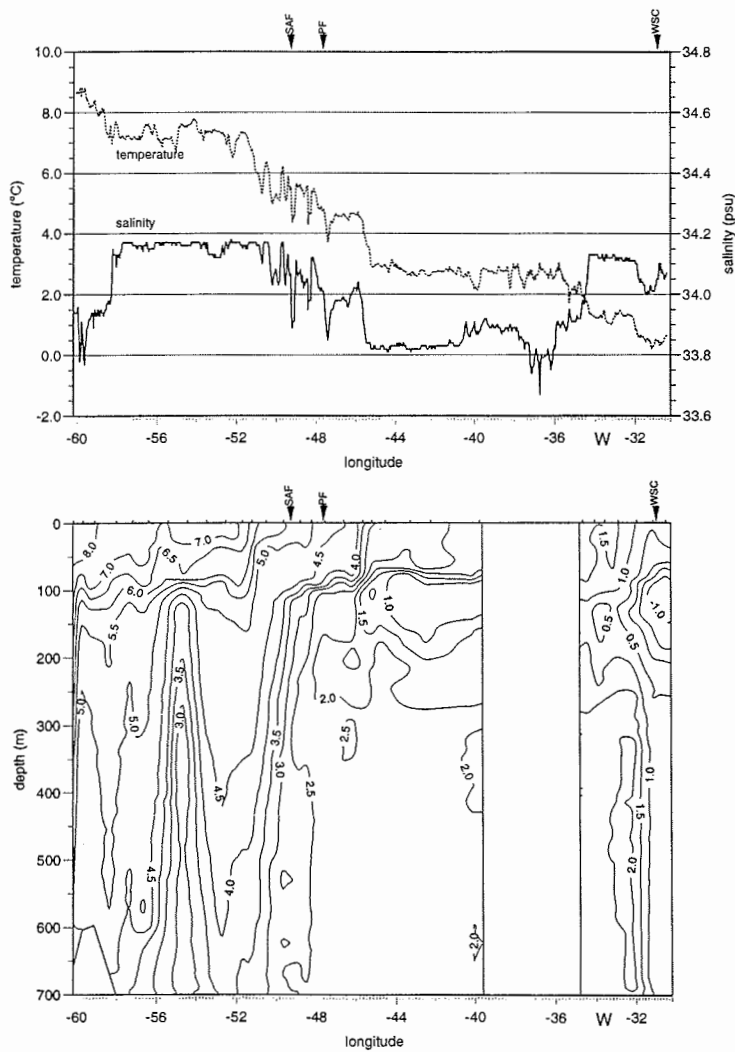 SAF PF WSC
10.0 34.8
8.0 34.6
temperature
6.0 34.4
temperature (°C) salinity (psu)
4.0 34.2
salinity
2.0 34.0
0.0 33.8
-2.0 33.6
-60 -56 -52 -48 -44 -40 -36 W -32
longitude
SAF PF WSC
0
8.0 7.0 6.5 7.0 5.0 4.5 4.0 1.5
7.0 6.0 1.0
100
5.5 5.5 1.5 1.0 0.5 -1.0
0.5
200
5.0 5.0 3.5 2.0
3.0
300
3.5 3.0 2.5 2.5 2.0 1.0
depth (m)
400
4.5 2.5 1.5
500
4.5 4.0 2.0
600
2.0
700
-60 -56 -52 -48 -44 -40 -36 W -32
longitude